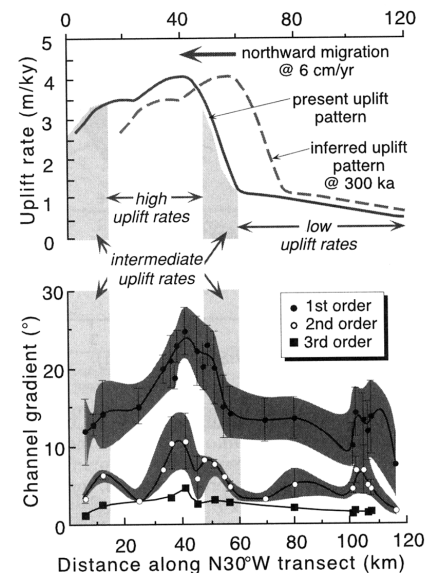 0 40 80 120
Uplift rate (m/ky)
5
4
3
2
1
0
northward migration
@ 6 cm/yr
present uplift
pattern
inferred uplift
pattern
@ 300 ka
high
uplift rates
low
uplift rates
intermediate
uplift rates
Channel gradient (°)
30
20
10
0
1st order
2nd order
3rd order
20 40 60 80 100 120
Distance along N30°W transect (km)